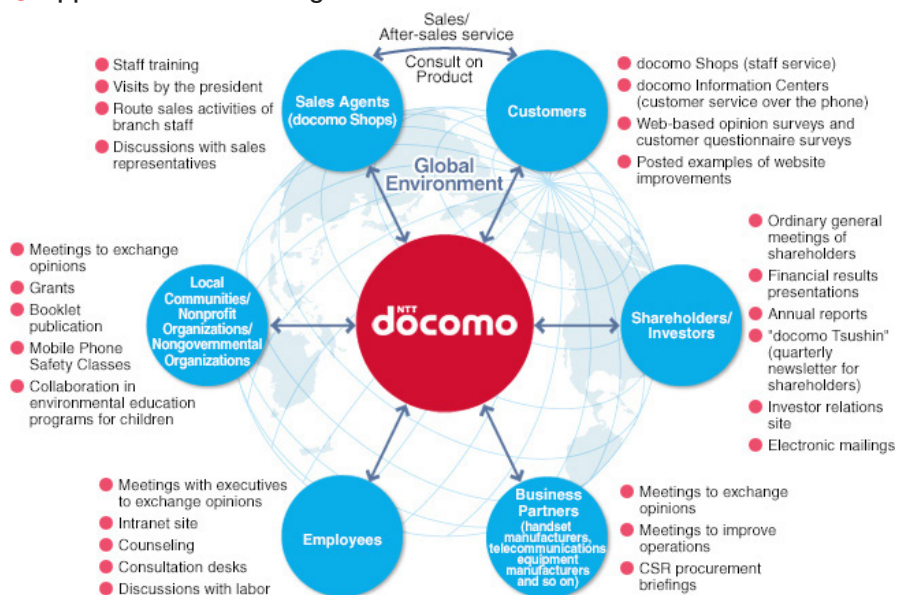 Sales/
After-sales service
Consult on
Product
Staff training
Visits by the president
Route sales activities of
branch staff
Discussions with sales
representatives
Sales Agents
(docomo Shops)
Customers
docomo Shops (staff service)
docomo Information Centers
(customer service over the phone)
Web-based opinion surveys and
customer questionnaire surveys
Posted examples of website
improvements
Global
Environment
Meetings to exchange
opinions
Grants
Booklet
publication
Mobile Phone
Safety Classes
Collaboration in
environmental education
programs for children
Local
Communities/
Nonprofit
Organizations/
Nongovernmental
Organizations
NTT
docomo
Shareholders/
Investors
Ordinary general
meetings of
shareholders
Financial results
presentations
Annual reports
"docomo Tsushin"
(quarterly
newsletter for
shareholders)
Investor relations
site
Electronic mailings
Meetings with executives
to exchange opinions
Intranet site
Counseling
Consultation desks
Discussions with labor
Employees
Business
Partners
(handset
manufacturers,
telecommunications
equipment
manufacturers
and so on)
Meetings to exchange
opinions
Meetings to improve
operations
CSR procurement
briefings